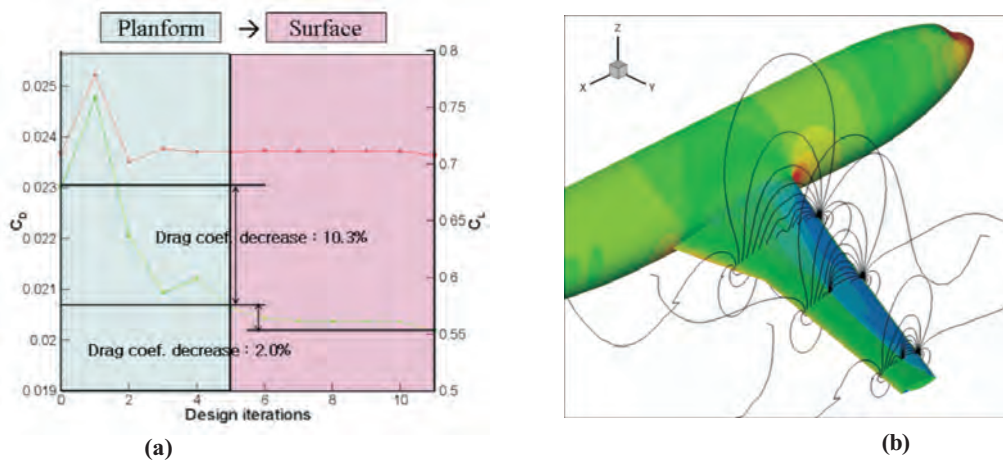 Planform → Surface
0.025
0.024
0.023
0.022
0.021
0.02
0.019
C_D
0.8
0.75
0.7
0.65
0.6
0.55
0.5
C_L
Drag coef. decrease : 10.3%
Drag coef. decrease : 2.0%
0 2 4 6 8 10
Design iterations
(a)
Z
X
Y
(b)